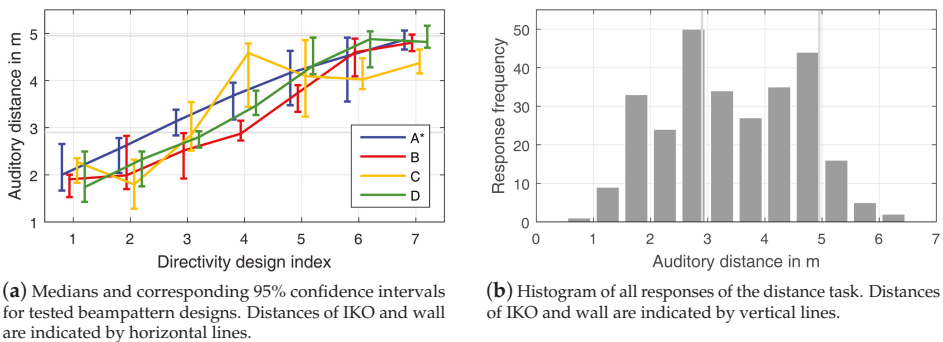 5
4
3
2
1
Auditory distance in m
1 2 3 4 5 6 7
Directivity design index
A*
B
C
D
(a) Medians and corresponding 95% confidence intervals
for tested beampattern designs. Distances of IKO and wall
are indicated by horizontal lines.
50
40
30
20
10
0
Response frequency
0 1 2 3 4 5 6 7
Auditory distance in m
(b) Histogram of all responses of the distance task. Distances
of IKO and wall are indicated by vertical lines.